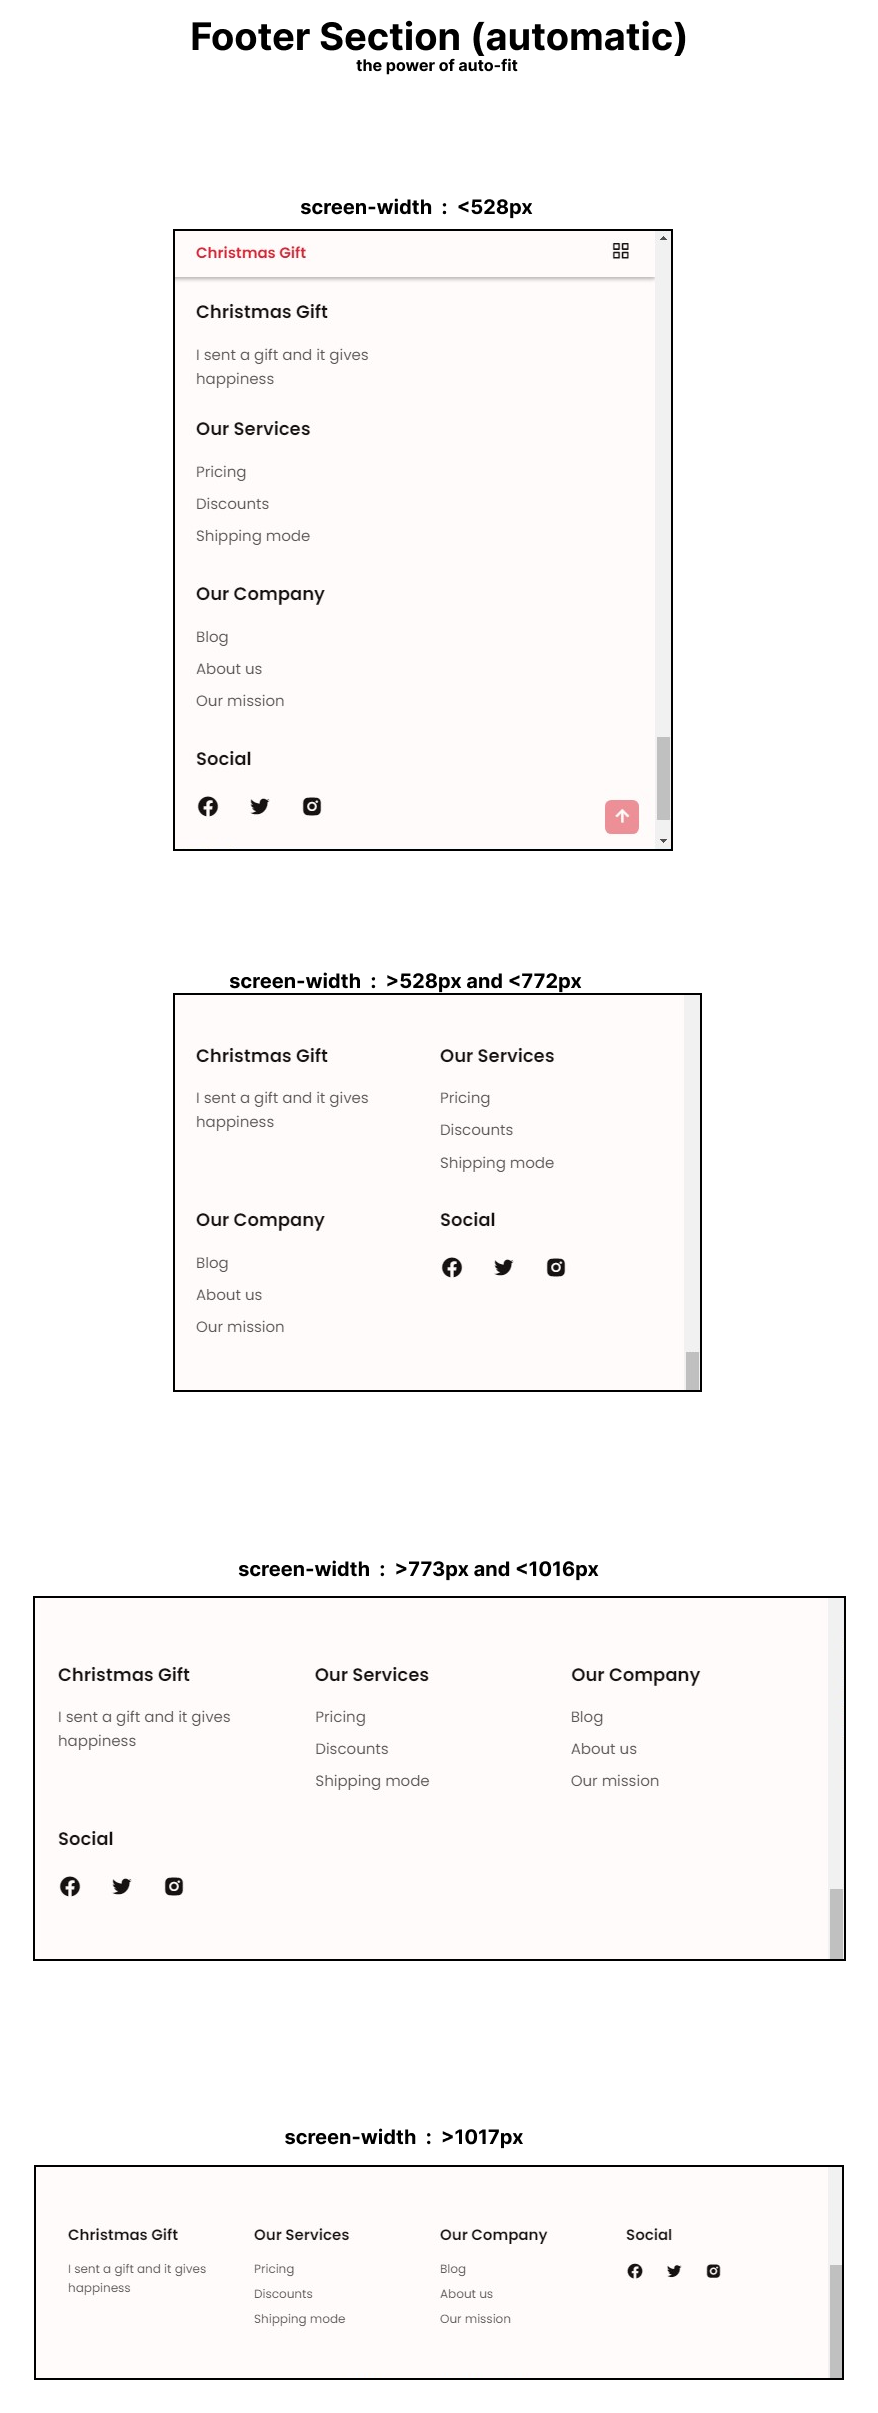 Footer Section (automatic)
the power of auto-fit
screen-width : <528px
Christmas Gift
Christmas Gift
I sent a gift and it gives
happiness
Our Services
Pricing
Discounts
Shipping mode
Our Company
Blog
About us
Our mission
Social
screen-width : >528px and <772px
Christmas Gift
I sent a gift and it gives
happiness
Our Services
Pricing
Discounts
Shipping mode
Our Company
Blog
About us
Our mission
Social
screen-width : >773px and <1016px
Christmas Gift
I sent a gift and it gives
happiness
Our Services
Pricing
Discounts
Shipping mode
Our Company
Blog
About us
Our mission
Social
screen-width : >1017px
Christmas Gift
I sent a gift and it gives
happiness
Our Services
Pricing
Discounts
Shipping mode
Our Company
Blog
About us
Our mission
Social